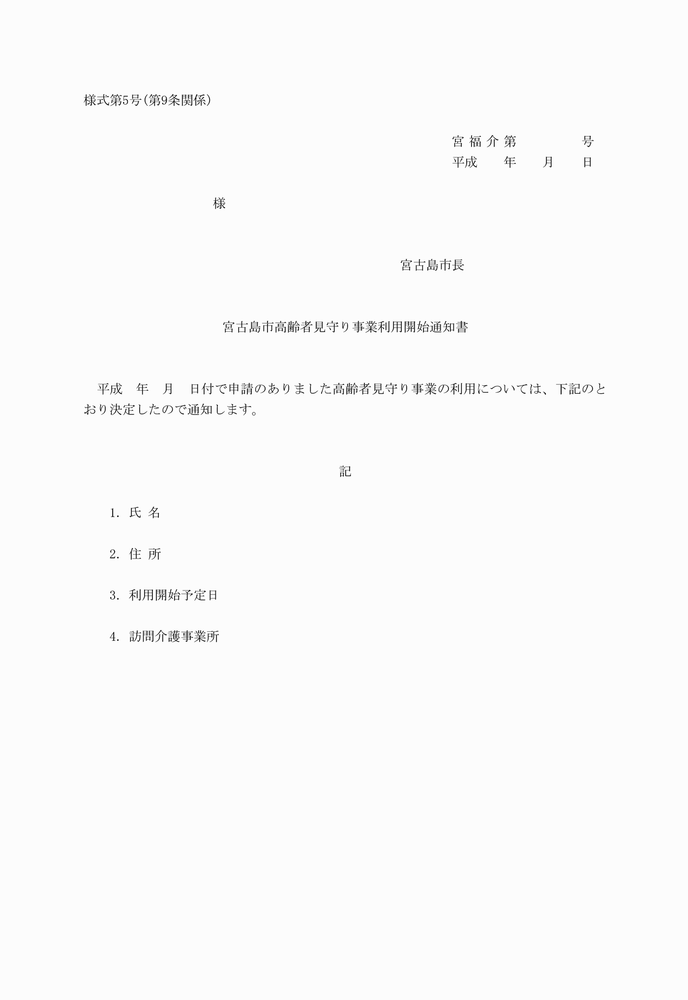 様式第5号(第9条関係)
宮 福 介 第　　　　　号
平成　　年　　月　　日
様
宮古島市長
宮古島市高齢者見守り事業利用開始通知書
　平成　年　月　日付で申請のありました高齢者見守り事業の利用については、下記のと
おり決定したので通知します。
記
1. 氏 名
2. 住 所
3. 利用開始予定日
4. 訪問介護事業所